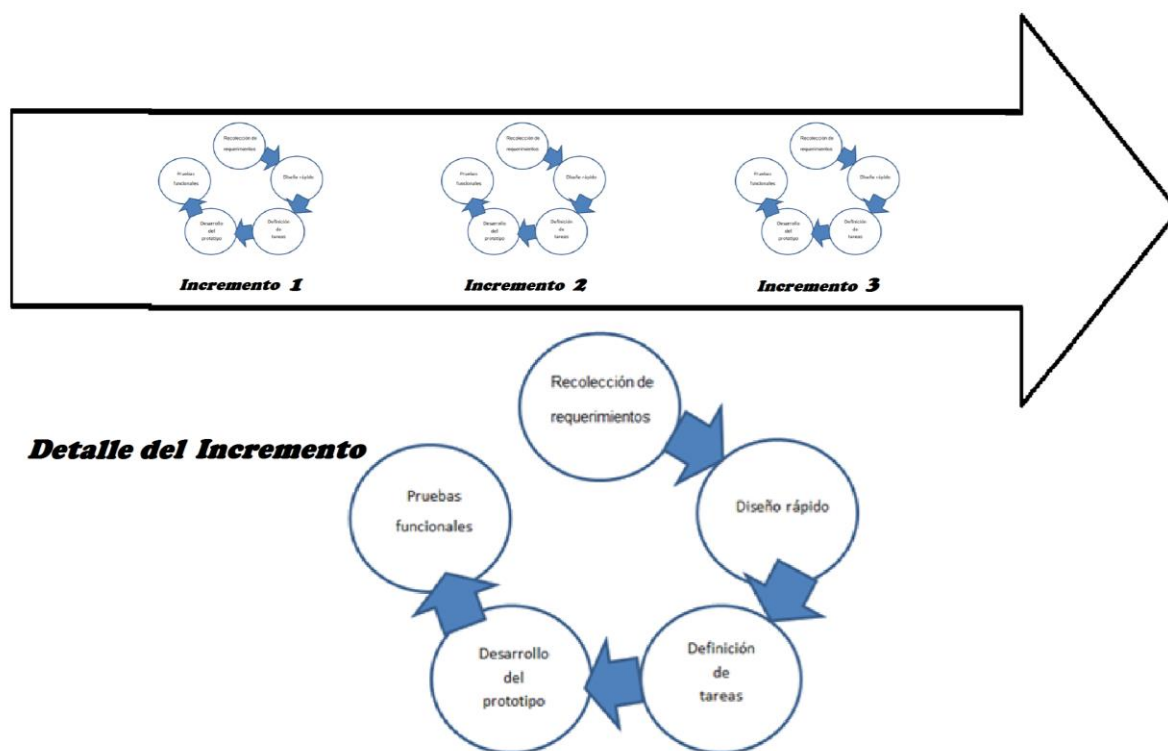 Recolección de
requerimientos
Diseño rápido
Definición
de
tareas
Desarrollo
del
prototipo
Pruebas
funcionales
Incremento 1
Recolección de
requerimientos
Diseño rápido
Definición
de
tareas
Desarrollo
del
prototipo
Pruebas
funcionales
Incremento 2
Recolección de
requerimientos
Diseño rápido
Definición
de
tareas
Desarrollo
del
prototipo
Pruebas
funcionales
Incremento 3
Detalle del Incremento
Recolección de
requerimientos
Diseño rápido
Definición
de
tareas
Desarrollo
del
prototipo
Pruebas
funcionales